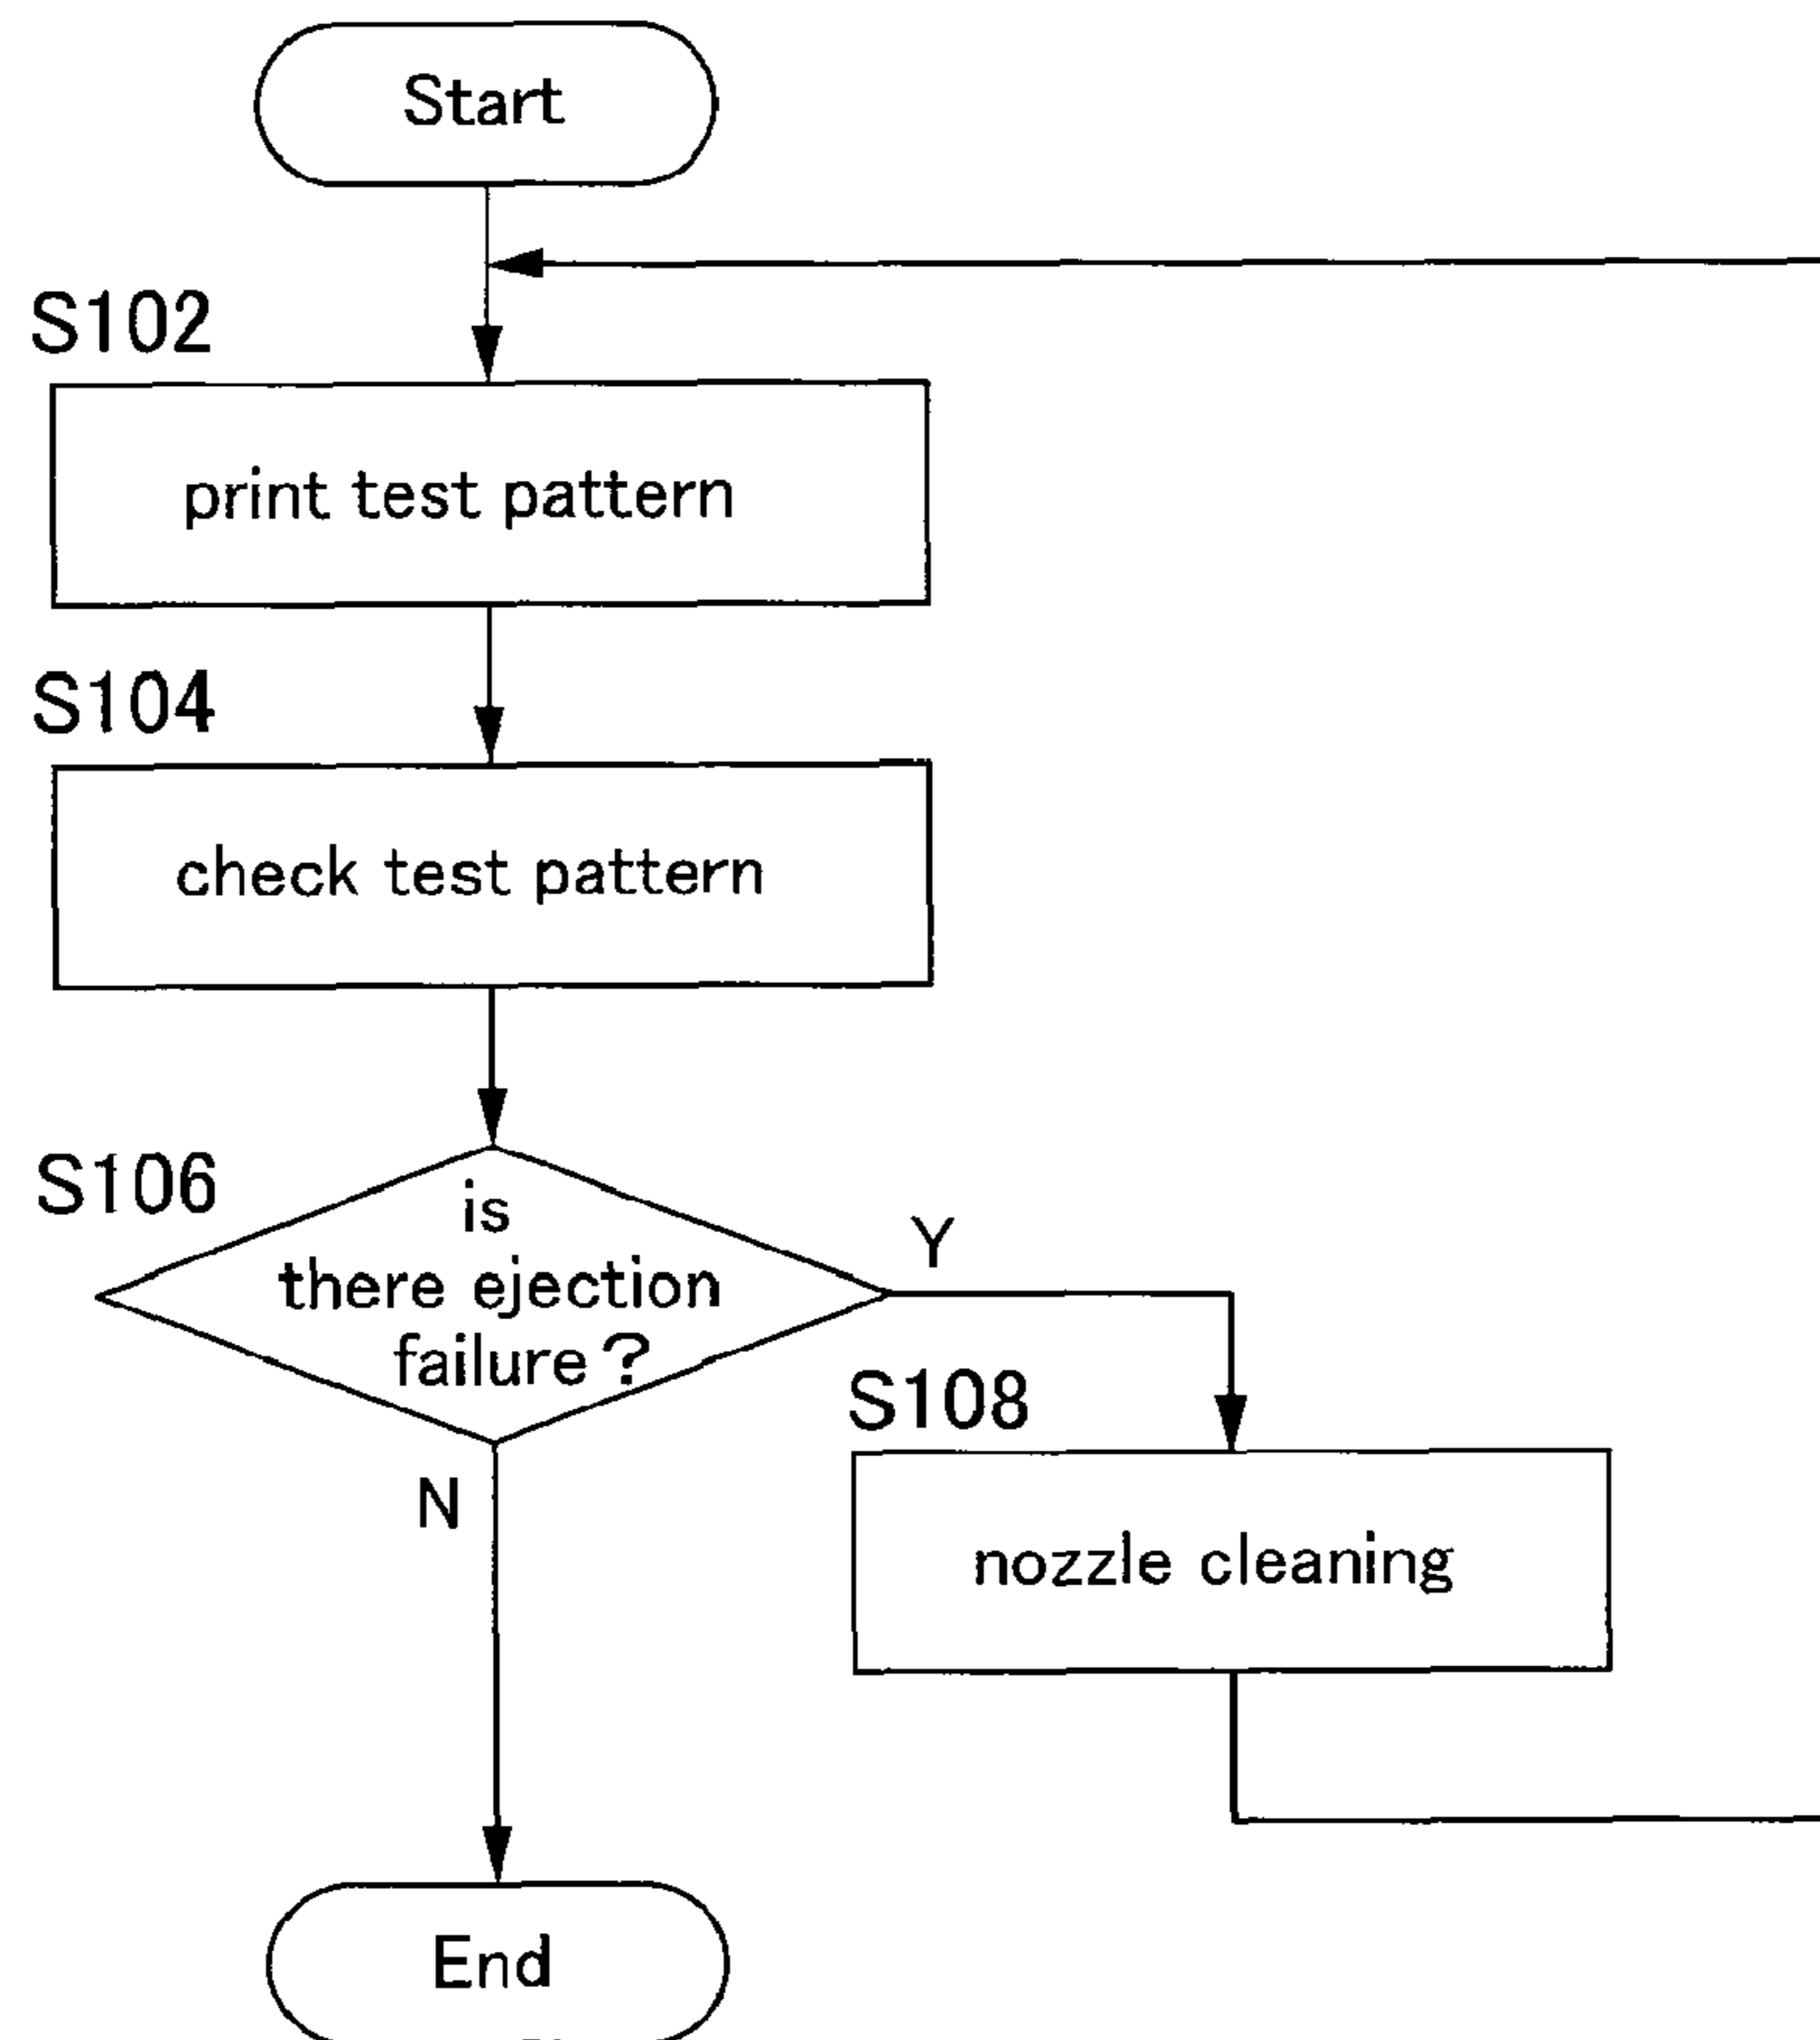 Start
S102
print test pattern
S104
check test pattern
S106
is
there ejection
failure ?
Y
S108
N
nozzle cleaning
End